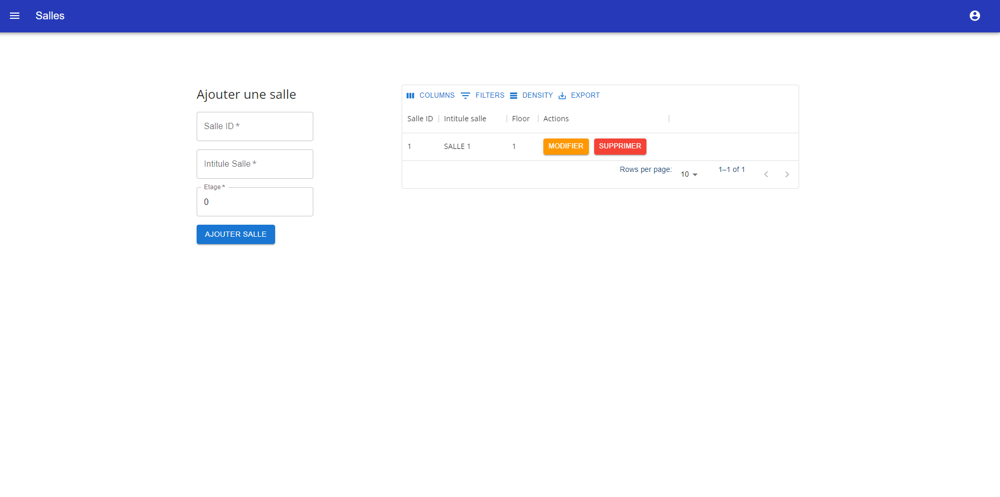 Salles
Ajouter une salle
Salle ID *
Intitule Salle *
Etage *
0
AJOUTER SALLE
COLUMNS FILTERS DENSITY EXPORT
Salle ID Intitule salle Floor Actions
1 SALLE 1 1 MODIFIER SUPPRIMER
Rows per page: 10 1–1 of 1